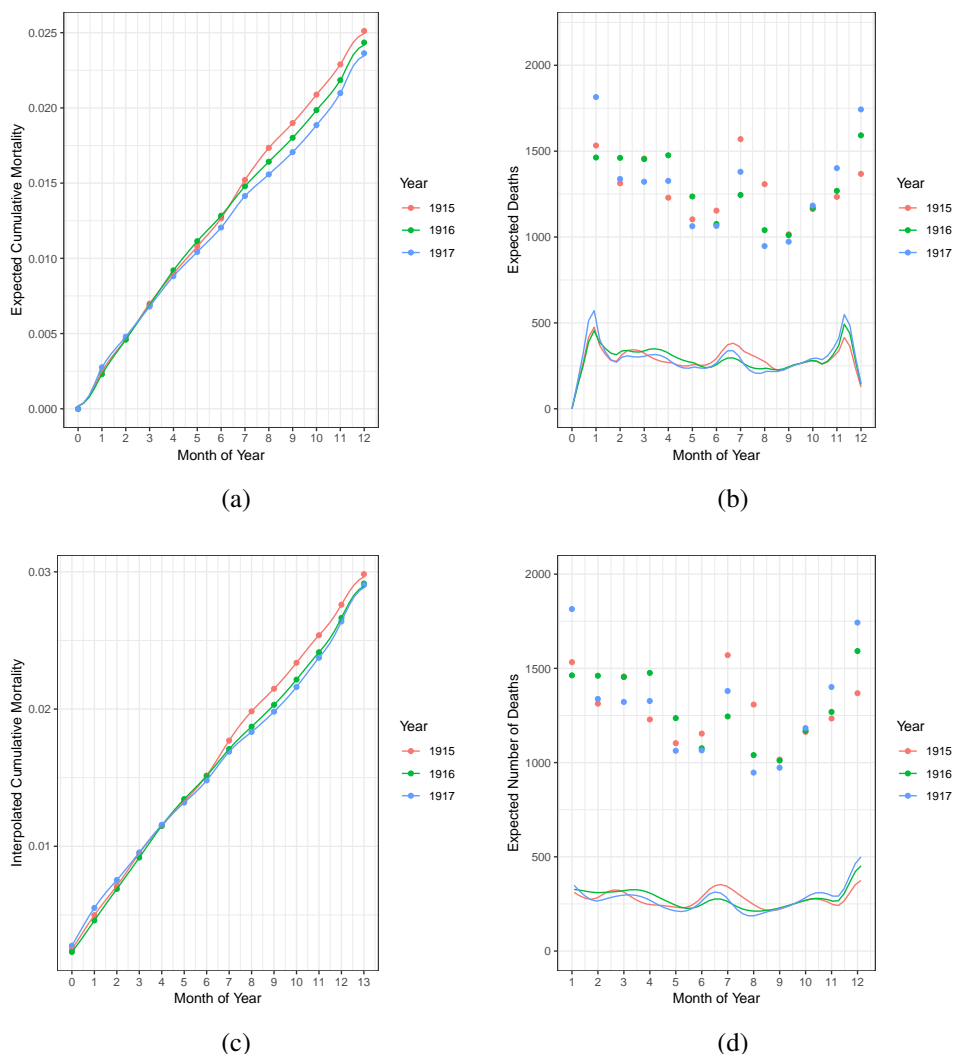 Expected Cumulative Mortality
0.025
0.020
0.015
0.010
0.005
0.000
0 1 2 3 4 5 6 7 8 9 10 11 12
Month of Year
Year
1915
1916
1917
(a)
Expected Deaths
2000
1500
1000
500
0
0 1 2 3 4 5 6 7 8 9 10 11 12
Month of Year
Year
1915
1916
1917
(b)
Interpolated Cumulative Mortality
0.03
0.02
0.01
0 1 2 3 4 5 6 7 8 9 10 11 12 13
Month of Year
Year
1915
1916
1917
(c)
Expected Number of Deaths
2000
1500
1000
500
0
1 2 3 4 5 6 7 8 9 10 11 12
Month of Year
Year
1915
1916
1917
(d)